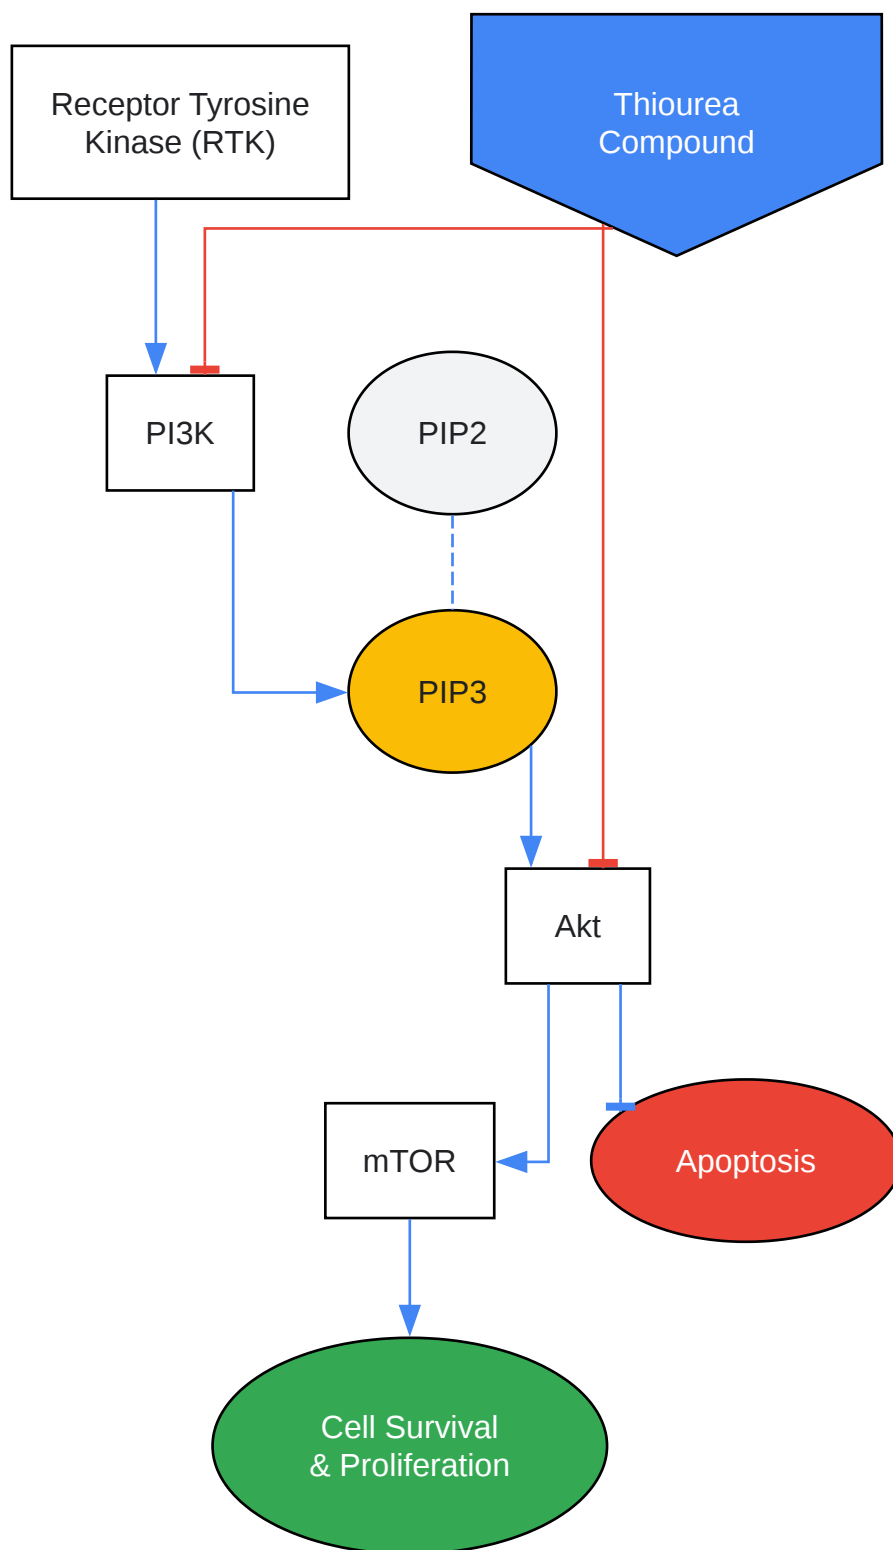 Receptor Tyrosine
Kinase (RTK)
Thiourea
Compound
PI3K
PIP2
PIP3
Akt
mTOR
Apoptosis
Cell Survival
& Proliferation